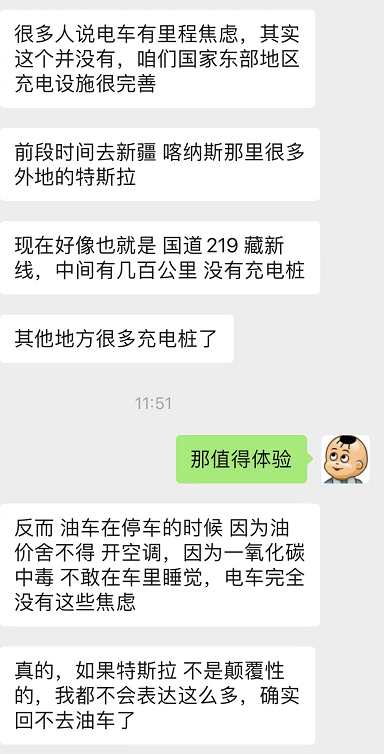 很多人说电车有里程焦虑，其实
这个并没有，咱们国家东部地区
充电设施很完善
前段时间去新疆 喀纳斯那里很多
外地的特斯拉
现在好像也就是 国道 219 藏新
线，中间有几百公里 没有充电桩
其他地方很多充电桩了
11:51
那值得体验
反而 油车在停车的时候 因为油
价舍不得 开空调，因为一氧化碳
中毒 不敢在车里睡觉，电车完全
没有这些焦虑
真的，如果特斯拉 不是颠覆性
的，我都不会表达这么多，确实
回不去油车了